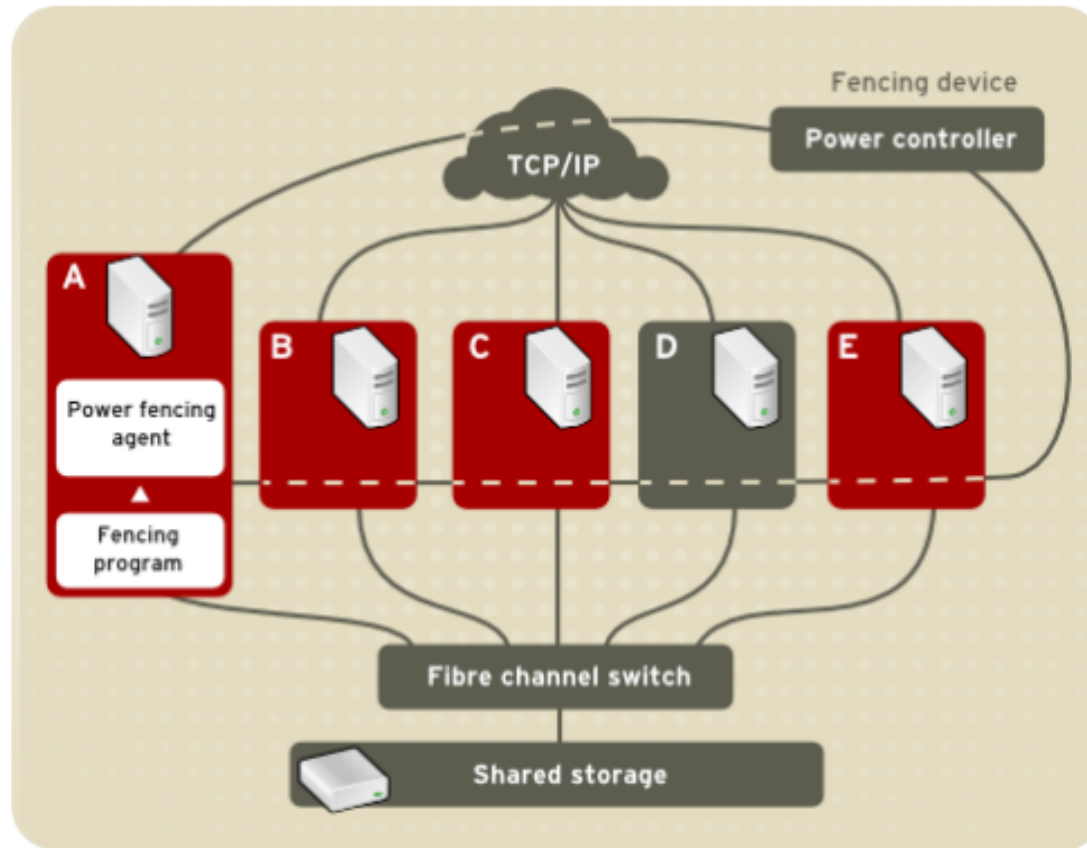 Fencing device
Power controller
TCP/IP
A
B
C
D
E
Power fencing
agent
Fencing
program
Fibre channel switch
Shared storage